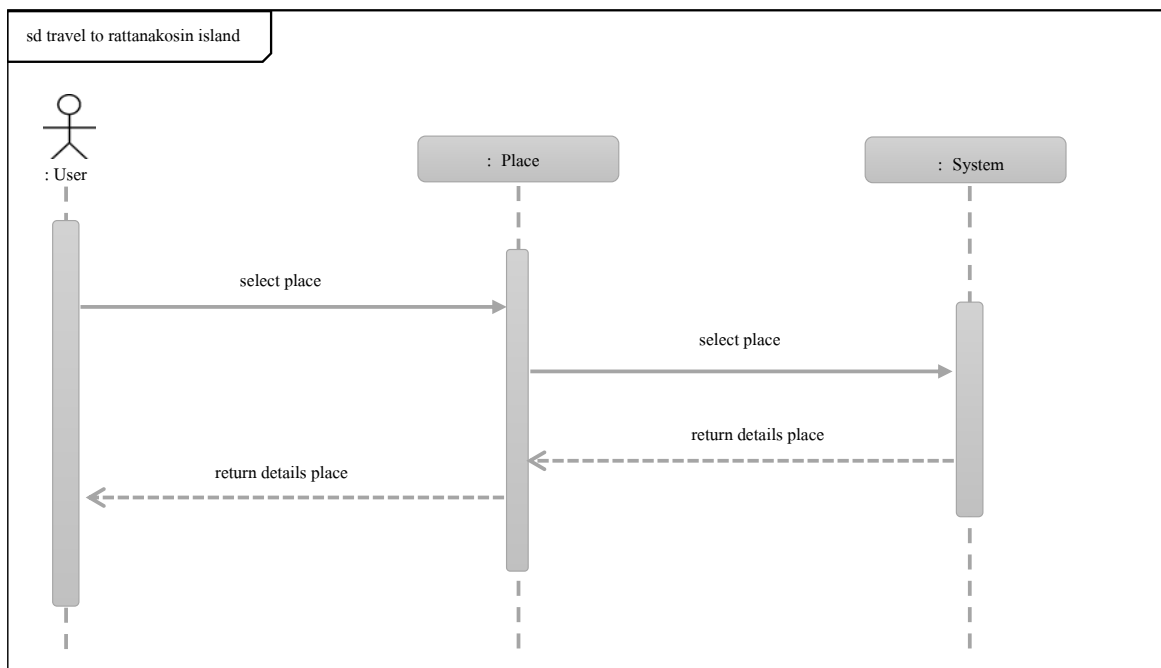 sd travel to rattanakosin island
: User
: Place
: System
select place
select place
return details place
return details place